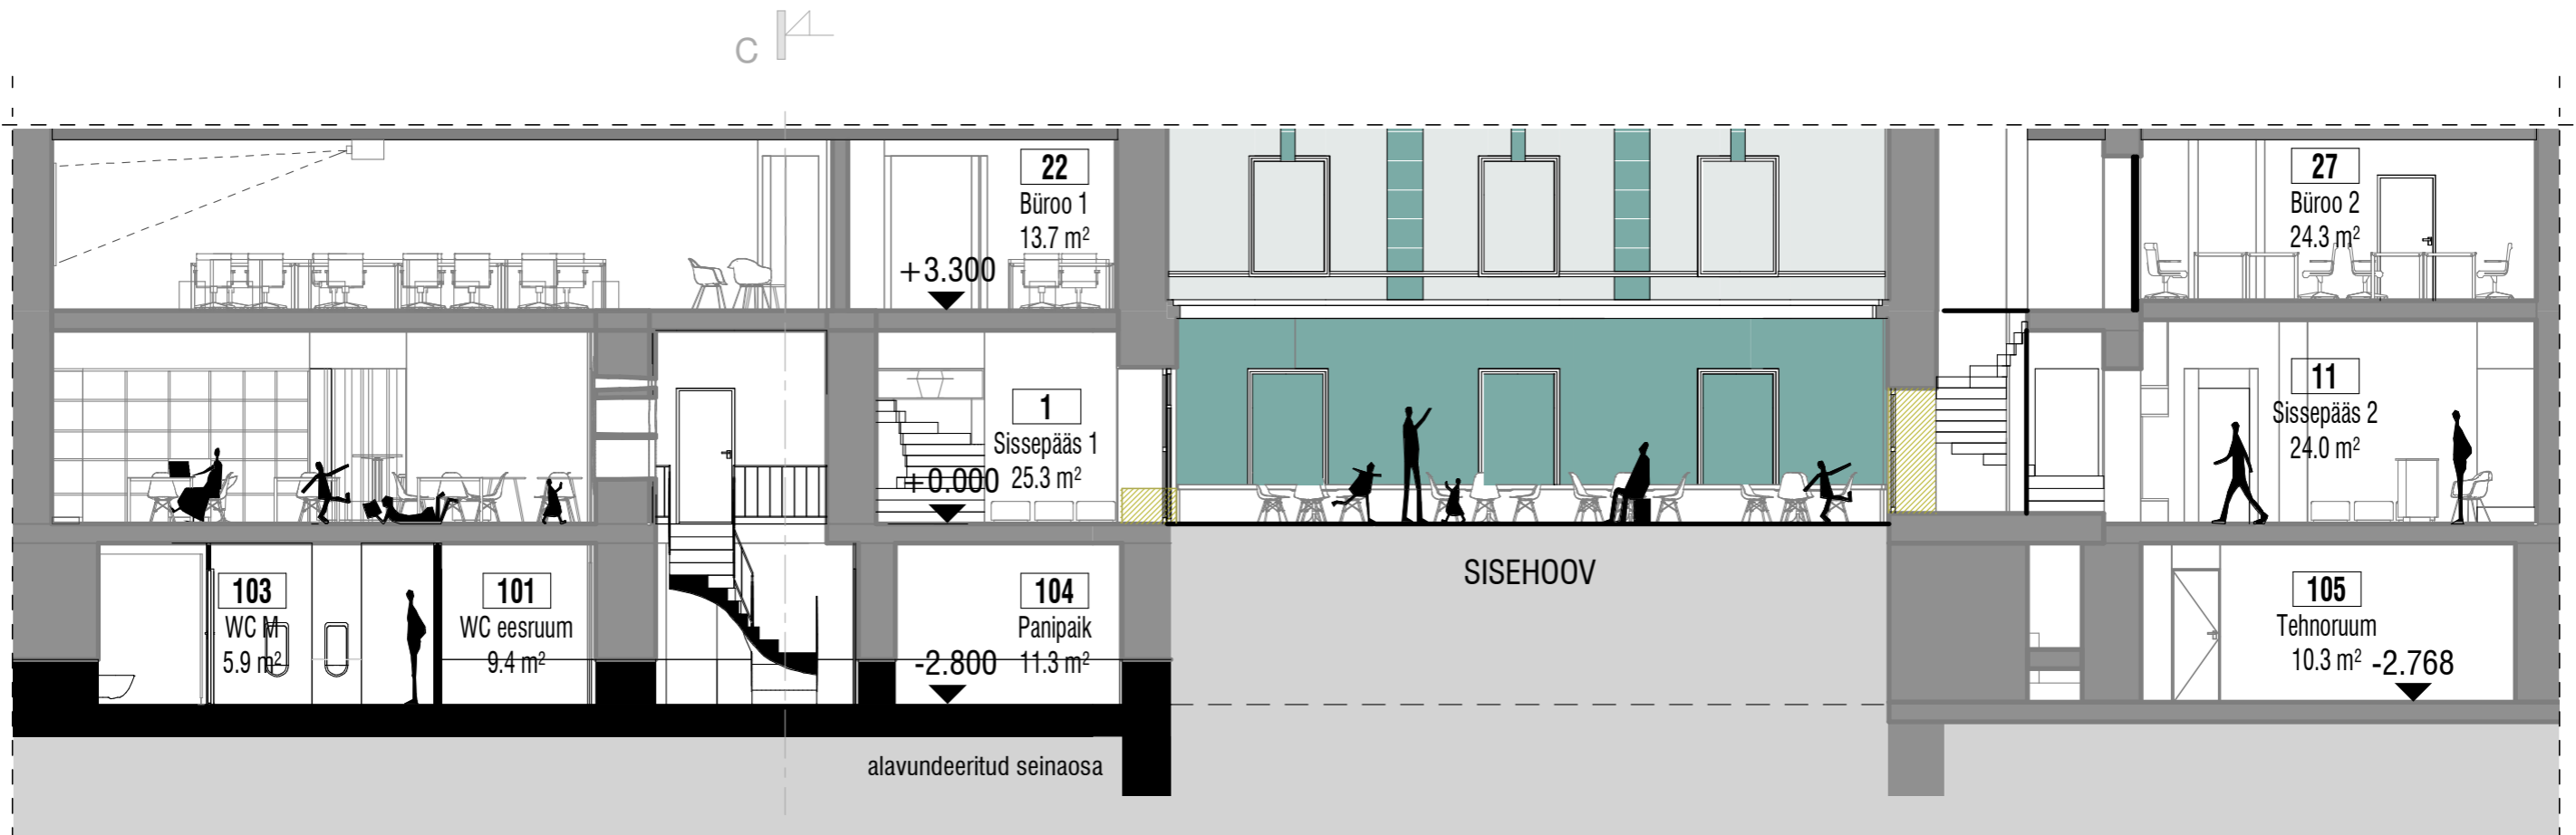 C
22
Büroo 1
13.7 m²
+3.300
27
Büroo 2
24.3 m²
1
Sissepääs 1
25.3 m²
+0.000
11
Sissepääs 2
24.0 m²
103
WC M
5.9 m²
101
WC eesruum
9.4 m²
104
Panipaik
11.3 m²
-2.800
SISEHOOV
105
Tehnoruum
10.3 m²
-2.768
alavundeeritud seinaosa